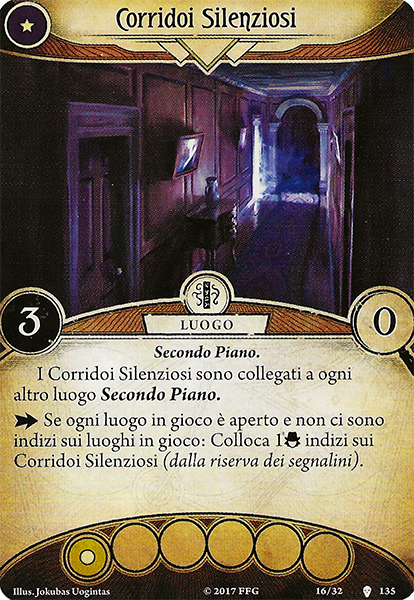 Corridoi Silenziosi
3
LUOGO
0
Secondo Piano.
I Corridoi Silenziosi sono collegati a ogni
altro luogo Secondo Piano.
Se ogni luogo in gioco è aperto e non ci sono
indizi sui luoghi in gioco: Colloca 1 indizi sui
Corridoi Silenziosi (dalla riserva dei segnalini).
Illus. Jokubas Uogintas © 2017 FFG 16/32 135